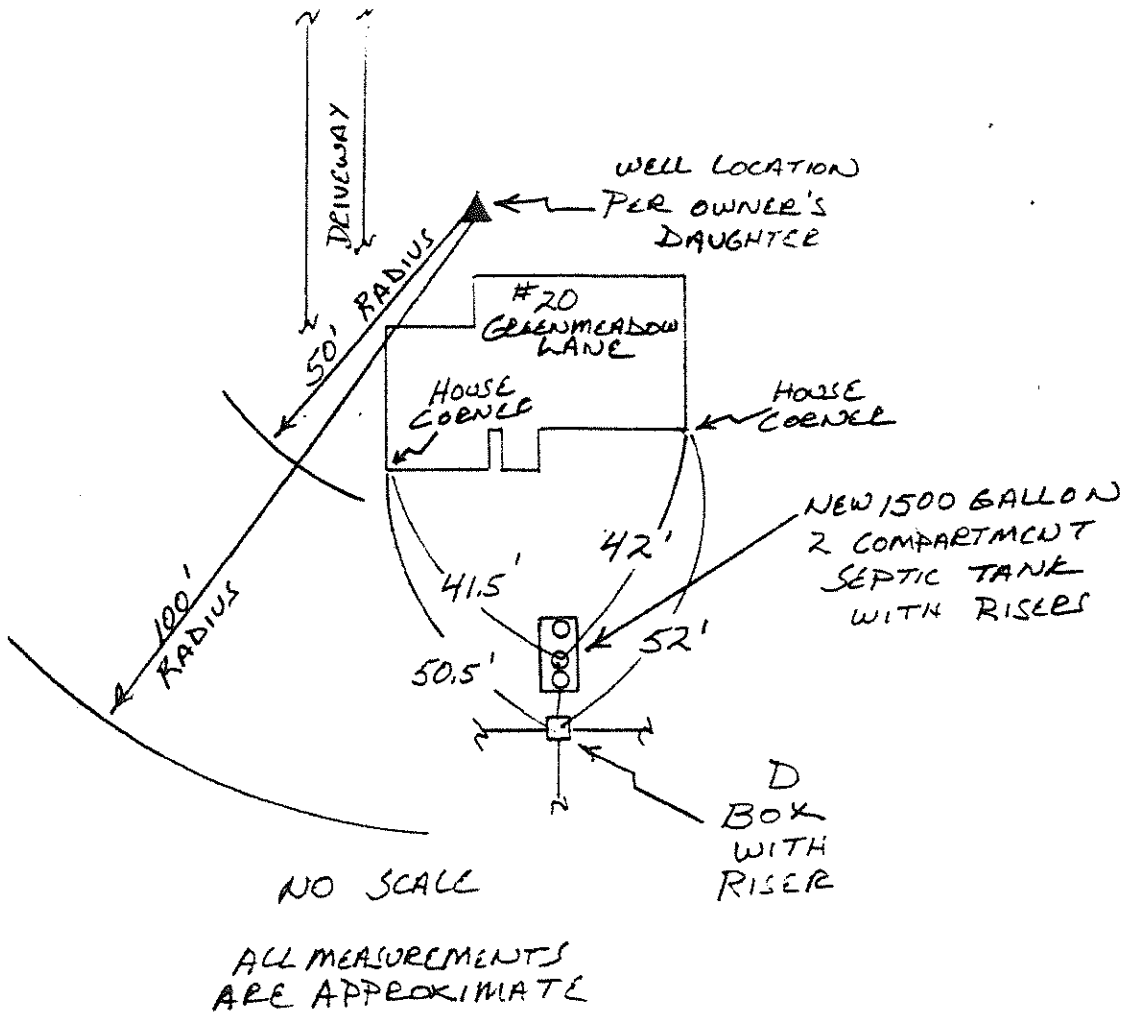 DRIVEWAY
WELL LOCATION
PER OWNER'S
DAUGHTER
50' RADIUS
#20
GREENMEADOW
LANE
HOUSE
CORNER
HOUSE
CORNER
100'
RADIUS
41.5'
42'
50.5'
52'
NEW 1500 GALLON
2 COMPARTMENT
SEPTIC TANK
WITH RISERS
D
BOX
WITH
RISER
NO SCALE
ALL MEASUREMENTS
ARE APPROXIMATE